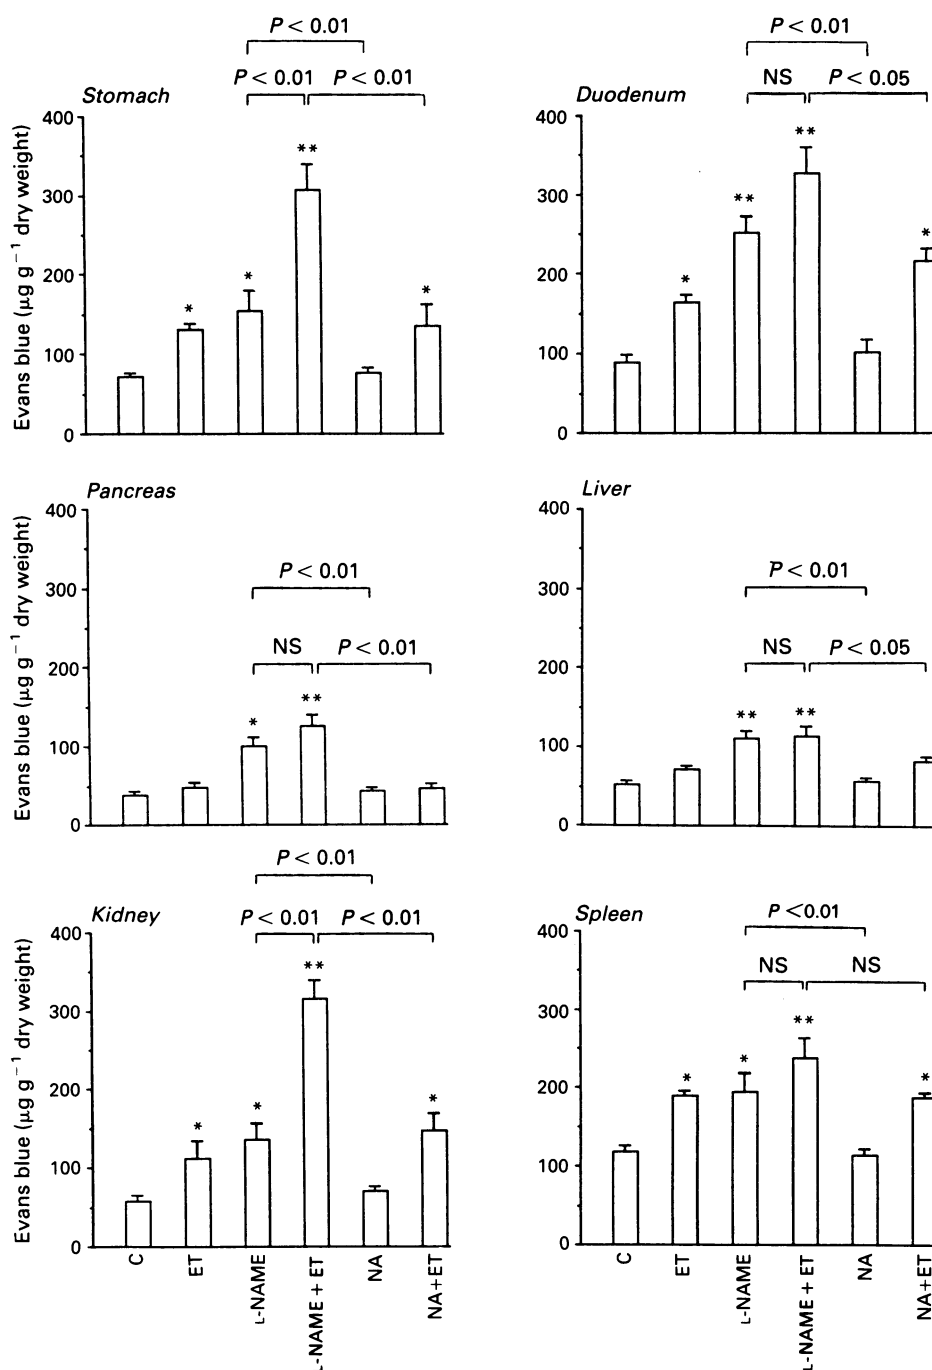 P < 0.01
P < 0.01 P < 0.01
Stomach
Evans blue (μg g⁻¹ dry weight)
400
300
200
100
0
**
*
*
*
P < 0.01
NS P < 0.05
Duodenum
400
300
200
100
0
**
**
*
*
Pancreas
Evans blue (μg g⁻¹ dry weight)
400
300
200
100
0
P < 0.01
NS P < 0.01
**
*
Liver
400
300
200
100
0
P < 0.01
NS P < 0.05
** **
P < 0.01
P < 0.01 P < 0.01
Kidney
Evans blue (μg g⁻¹ dry weight)
400
300
200
100
0
**
*
*
*
C
ET
L-NAME
L-NAME + ET
NA
NA+ET
P <0.01
Spleen
NS NS
400
300
200
100
0
**
*
*
*
C
ET
L-NAME
L-NAME + ET
NA
NA+ET